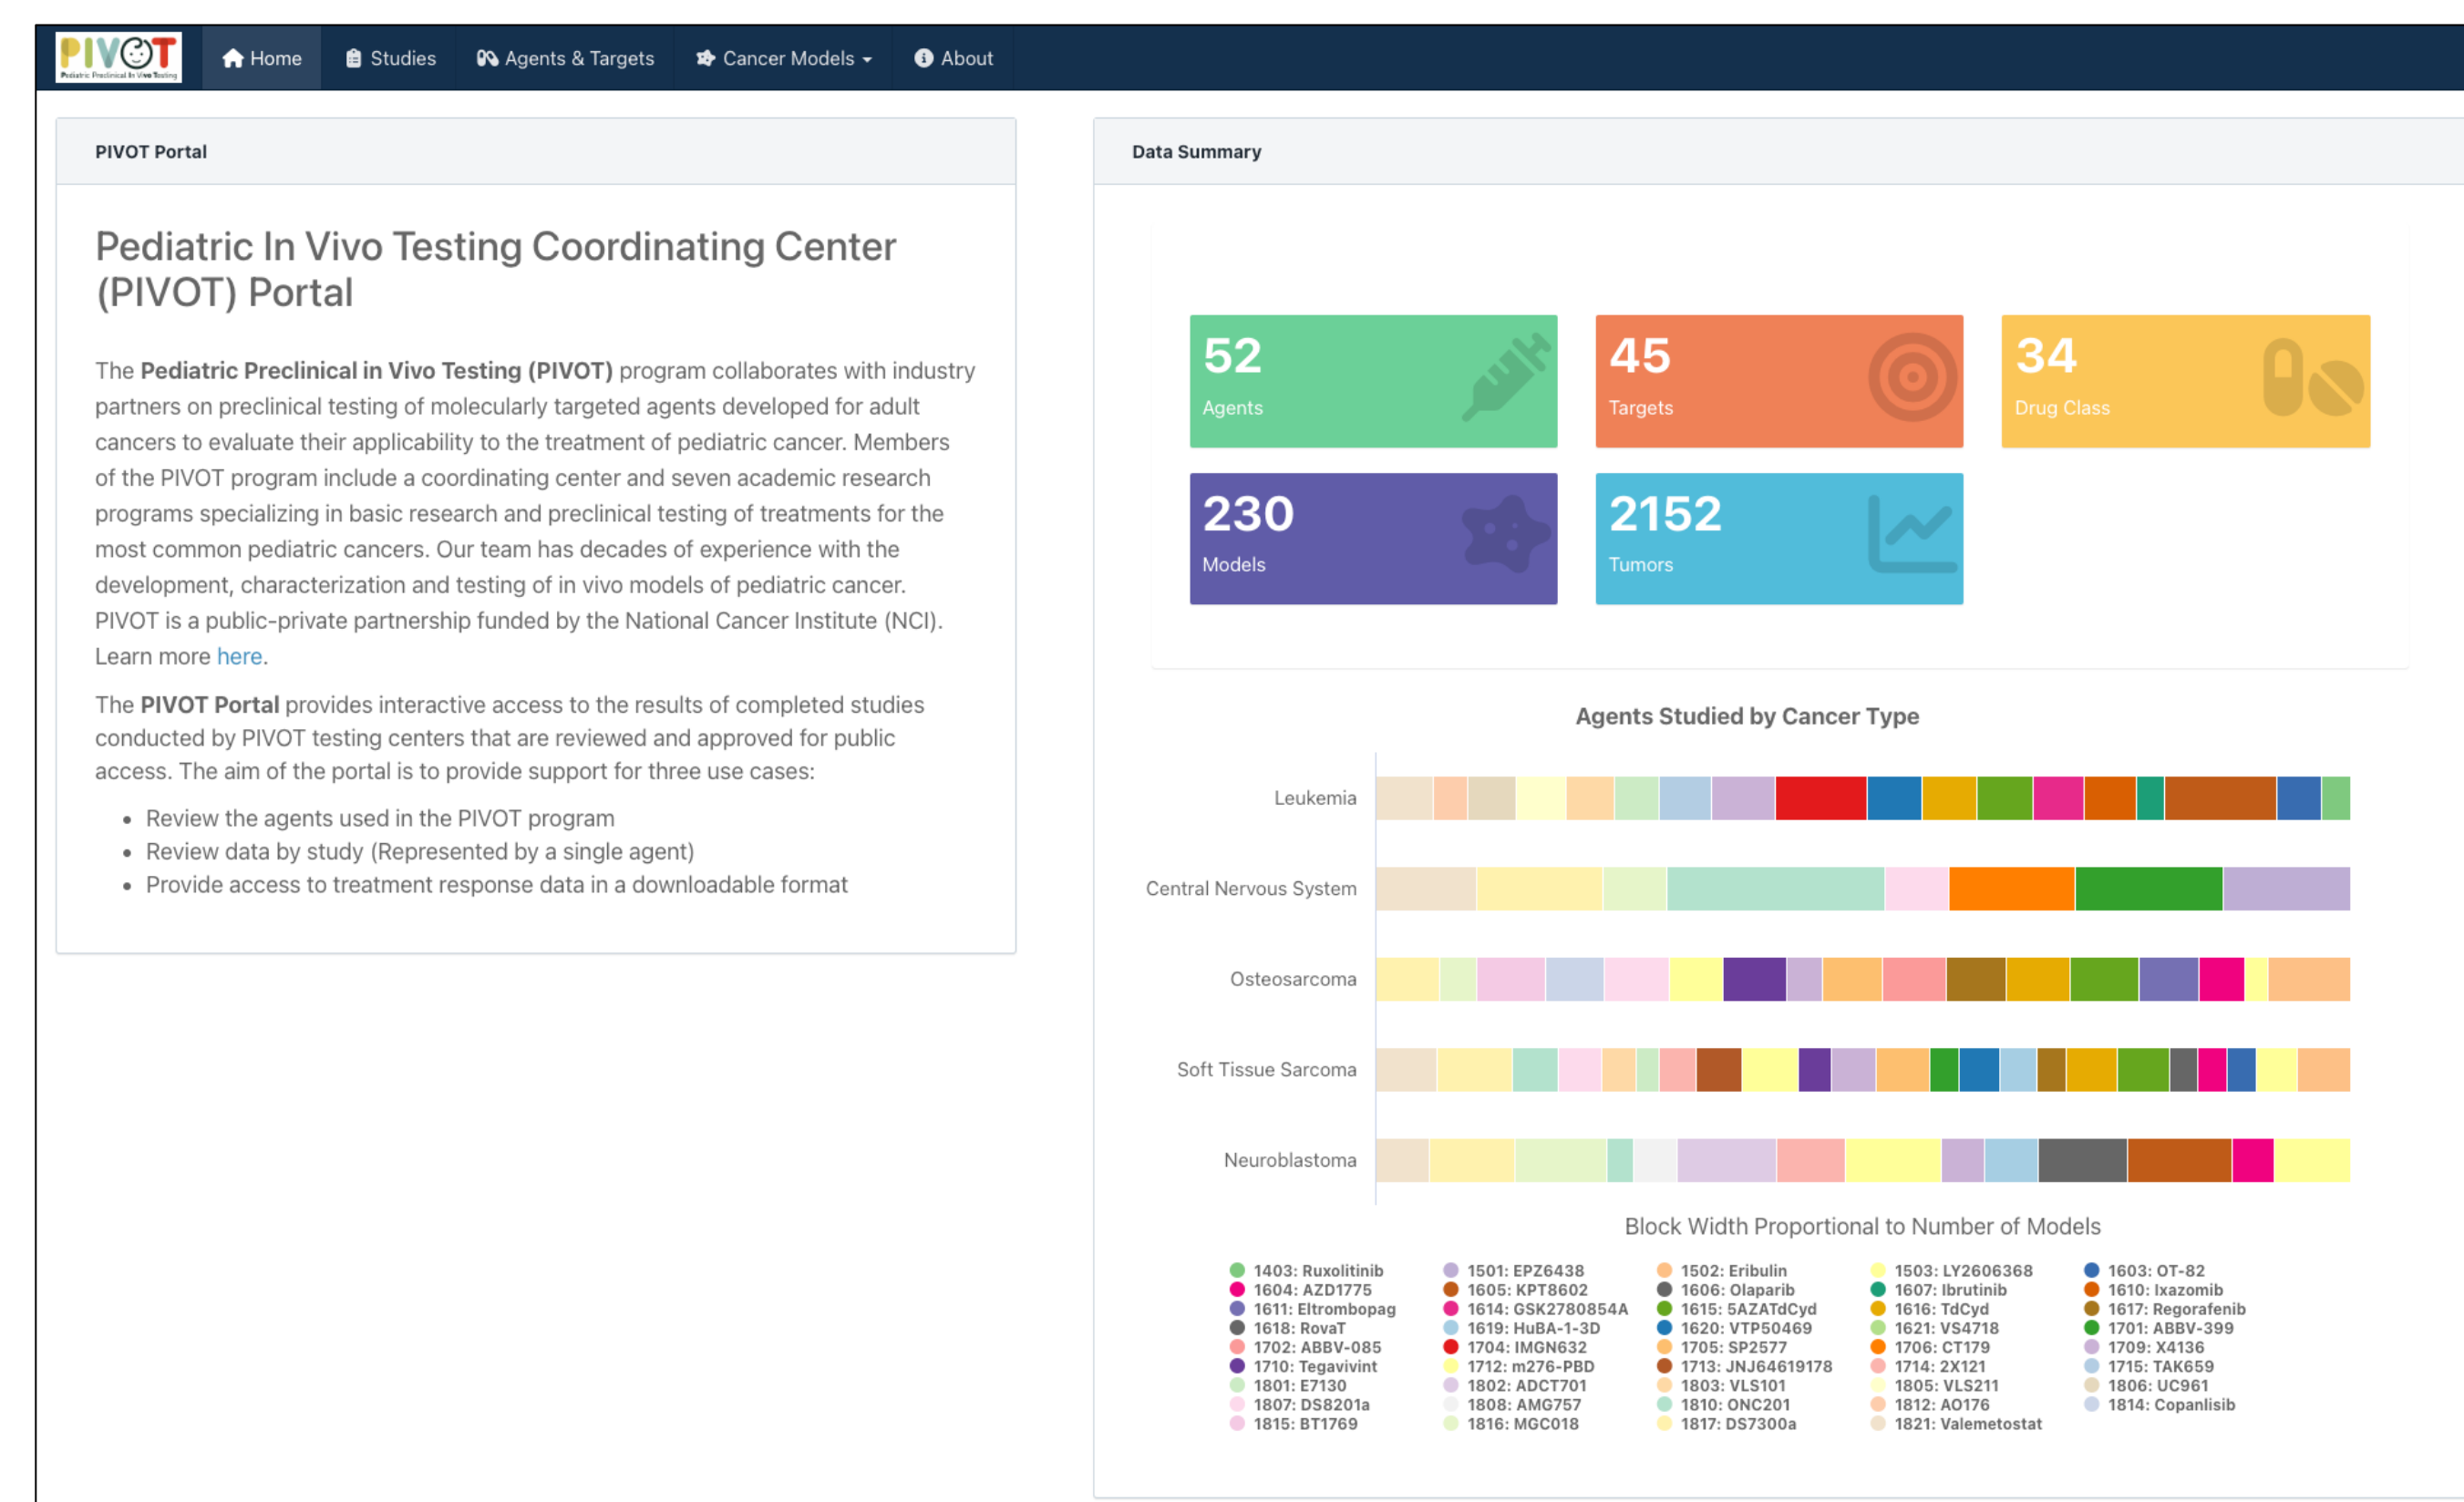 PIVOT
Pediatric Preclinical In Vivo Testing
Home
Studies
Agents & Targets
Cancer Models
About
PIVOT Portal
Pediatric In Vivo Testing Coordinating Center
(PIVOT) Portal
The Pediatric Preclinical in Vivo Testing (PIVOT) program collaborates with industry
partners on preclinical testing of molecularly targeted agents developed for adult
cancers to evaluate their applicability to the treatment of pediatric cancer. Members
of the PIVOT program include a coordinating center and seven academic research
programs specializing in basic research and preclinical testing of treatments for the
most common pediatric cancers. Our team has decades of experience with the
development, characterization and testing of in vivo models of pediatric cancer.
PIVOT is a public-private partnership funded by the National Cancer Institute (NCI).
Learn more here.
The PIVOT Portal provides interactive access to the results of completed studies
conducted by PIVOT testing centers that are reviewed and approved for public
access. The aim of the portal is to provide support for three use cases:
• Review the agents used in the PIVOT program
• Review data by study (Represented by a single agent)
• Provide access to treatment response data in a downloadable format
Data Summary
52
Agents
45
Targets
34
Drug Class
230
Models
2152
Tumors
Agents Studied by Cancer Type
Leukemia
Central Nervous System
Osteosarcoma
Soft Tissue Sarcoma
Neuroblastoma
Block Width Proportional to Number of Models
1403: Ruxolitinib 1501: EPZ6438 1502: Eribulin 1503: LY2606368 1603: OT-82
1604: AZD1775 1605: KPT8602 1606: Olaparib 1607: Ibrutinib 1610: Ixazomib
1611: Eltrombopag 1614: GSK2780854A 1615: 5AZATdCyd 1616: TdCyd 1617: Regorafenib
1618: RovaT 1619: HuBA-1-3D 1620: VTP50469 1621: VS4718 1701: ABBV-399
1702: ABBV-085 1704: IMGN632 1705: SP2577 1706: CT179 1709: X4136
1710: Tegavivint 1712: m276-PBD 1713: JNJ64619178 1714: 2X121 1715: TAK659
1801: E7130 1802: ADCT701 1803: VLS101 1805: VLS211 1806: UC961
1807: DS8201a 1808: AMG757 1810: ONC201 1812: AO176 1814: Copanlisib
1815: BT1769 1816: MGC018 1817: DS7300a 1821: Valemetostat